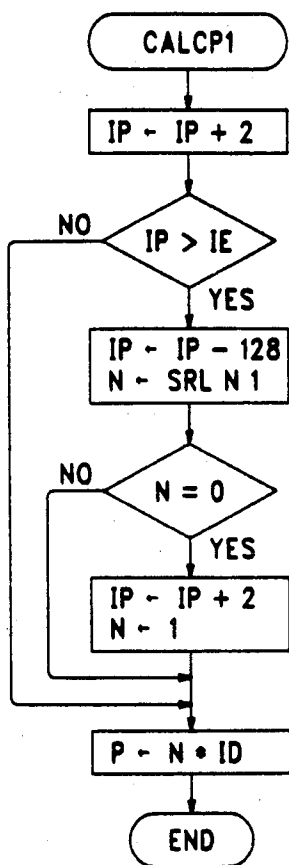 CALCP1
IP ← IP + 2
IP > IE
NO
YES
IP ← IP - 128
N ← SRL N 1
N = 0
NO
YES
IP ← IP + 2
N ← 1
P ← N * ID
END